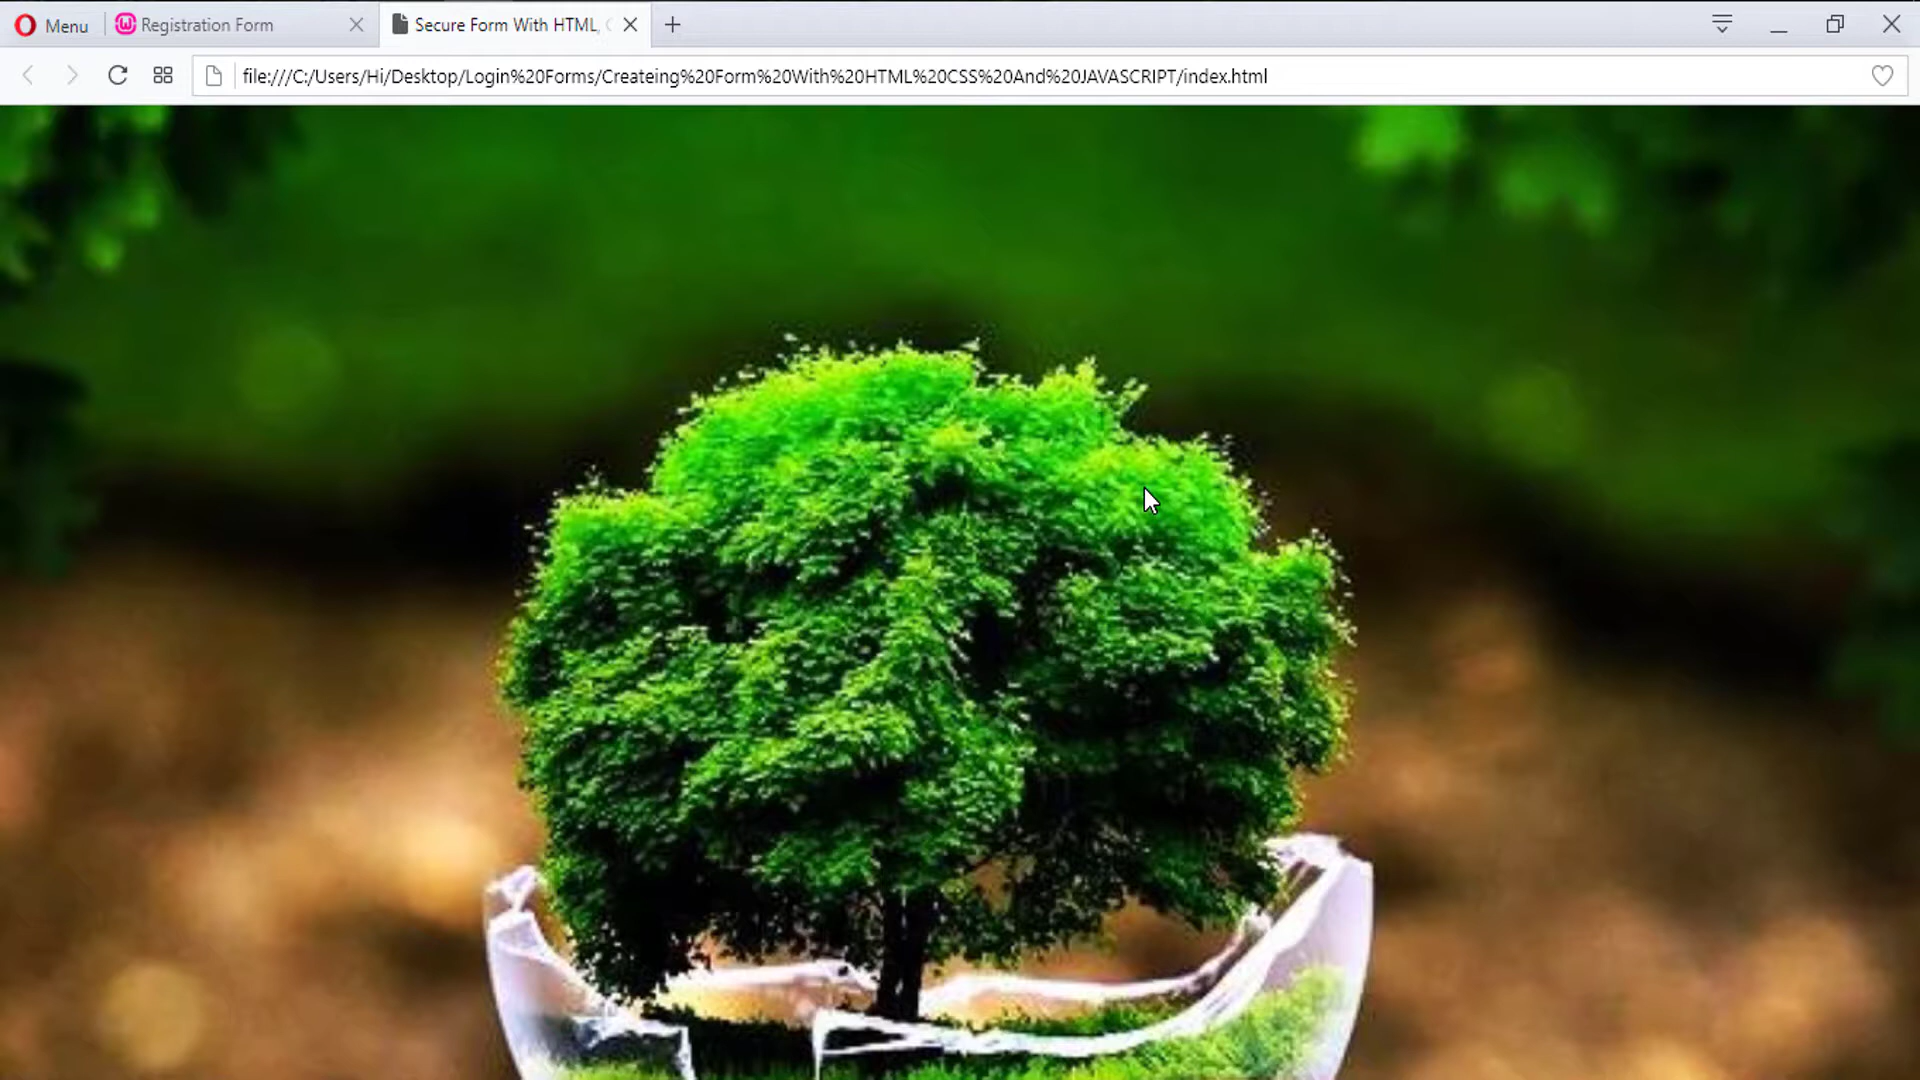 Menu
Registration Form
Secure Form With HTML,
file:///C:/Users/Hi/Desktop/Login%20Forms/Createing%20Form%20With%20HTML%20CSS%20And%20JAVASCRIPT/index.html